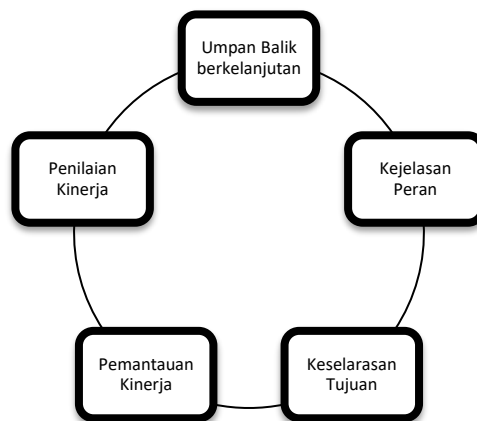 Umpan Balik
berkelanjutan
Kejelasan
Peran
Keselarasan
Tujuan
Pemantauan
Kinerja
Penilaian
Kinerja